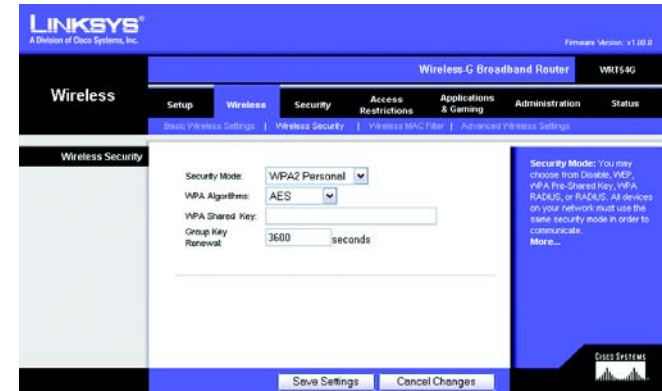 LINKSYS®
A Division of Cisco Systems, Inc.
Firmware Version: v1.00.0
Wireless-G Broadband Router WRT54G
Wireless
Setup Wireless Security Access Restrictions Applications & Gaming Administration Status
Basic Wireless Settings | Wireless Security | Wireless MAC Filter | Advanced Wireless Settings
Wireless Security
Security Mode: WPA2 Personal
WPA Algorithms: AES
WPA Shared Key:
Group Key
Renewal: 3600 seconds
Security Mode: You may
choose from Disable, WEP,
WPA Pre-Shared Key, WPA
RADIUS, or RADIUS. All devices
on your network must use the
same security mode in order to
communicate.
More...
Save Settings Cancel Changes
CISCO SYSTEMS